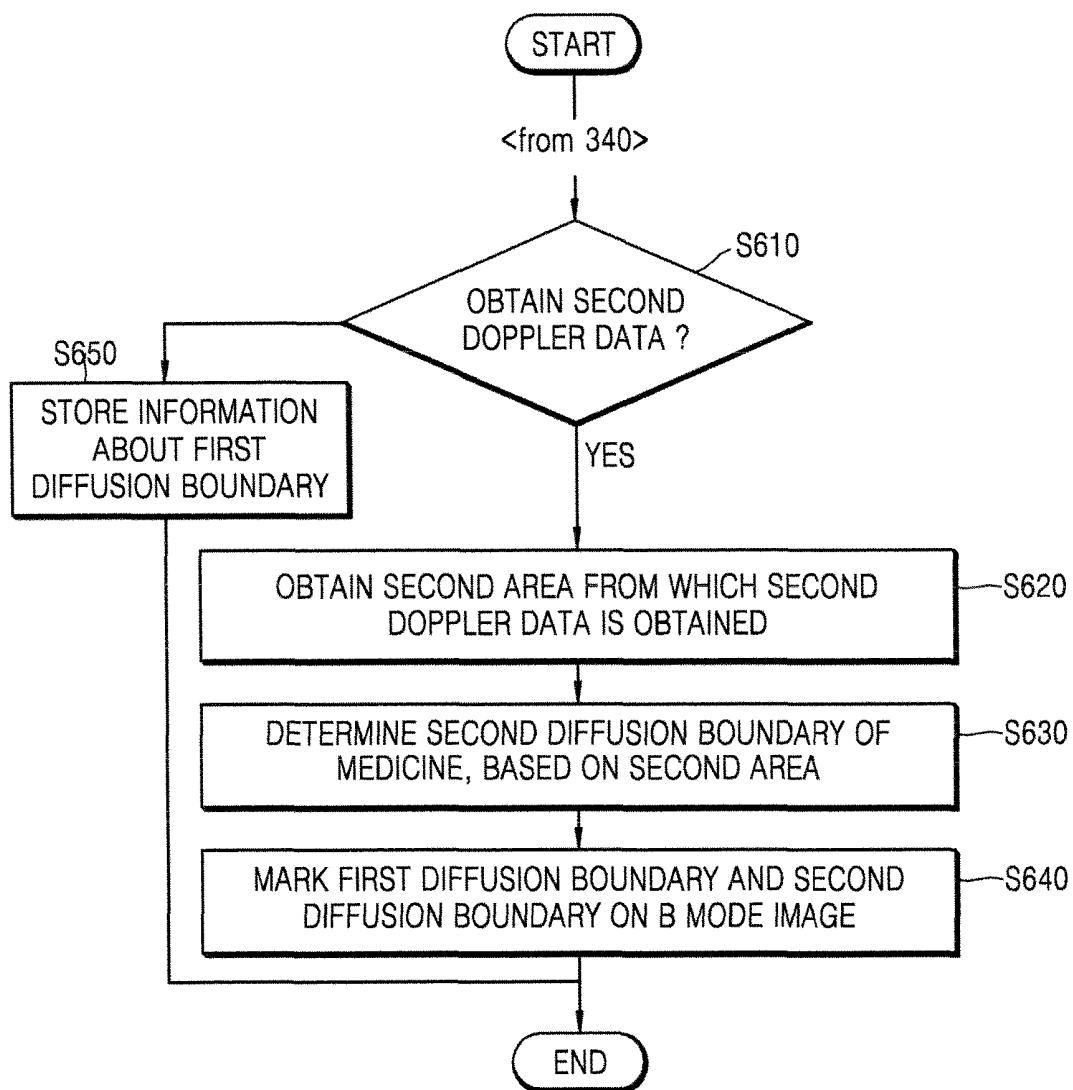 START
<from 340>
S610
OBTAIN SECOND
DOPPLER DATA ?
S650
STORE INFORMATION
ABOUT FIRST
DIFFUSION BOUNDARY
YES
OBTAIN SECOND AREA FROM WHICH SECOND
DOPPLER DATA IS OBTAINED
S620
DETERMINE SECOND DIFFUSION BOUNDARY OF
MEDICINE, BASED ON SECOND AREA
S630
MARK FIRST DIFFUSION BOUNDARY AND SECOND
DIFFUSION BOUNDARY ON B MODE IMAGE
S640
END